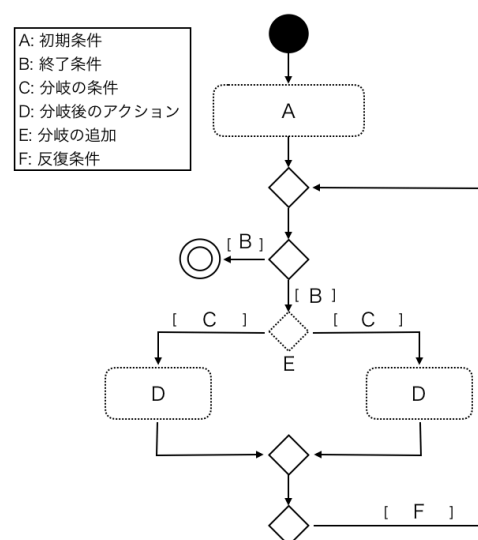 A: 初期条件
B: 終了条件
C: 分岐の条件
D: 分岐後のアクション
E: 分岐の追加
F: 反復条件
A
[ B ]
[ B ]
[ C ]
[ C ]
E
D
D
[ F ]